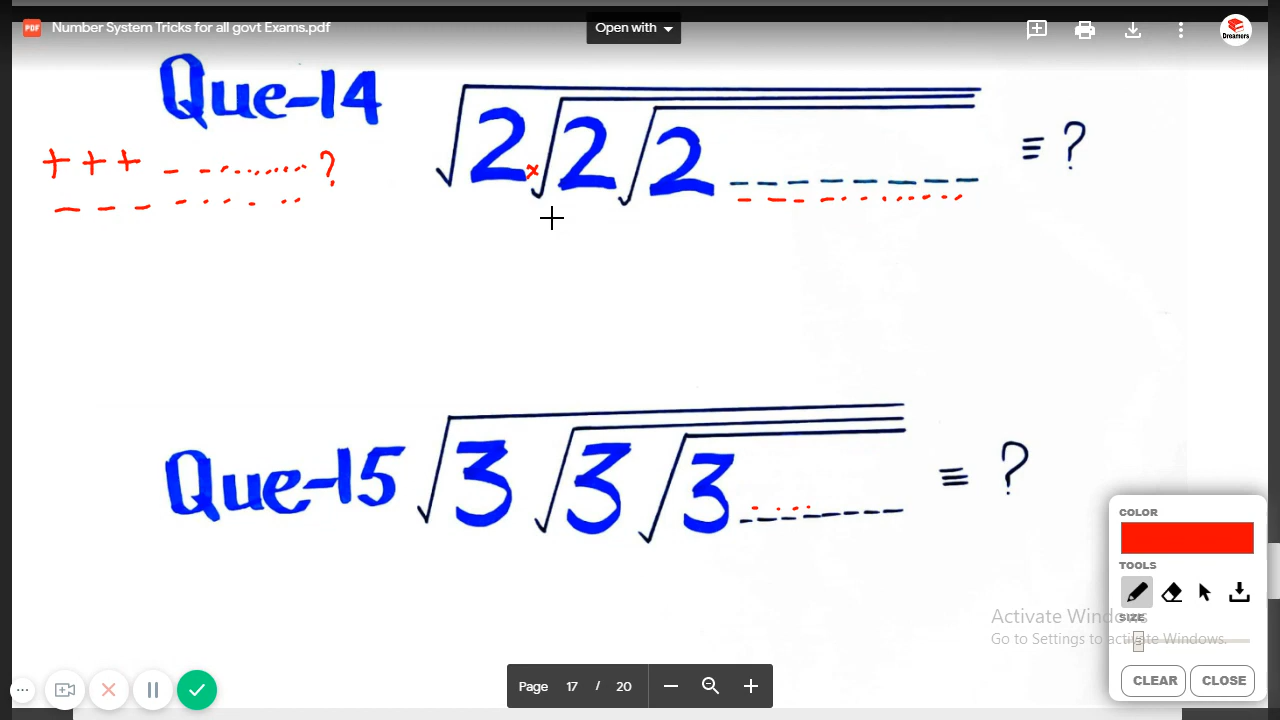 Number System Tricks for all govt Exams.pdf
Open with
Dreamers
Que-14 √2×√2√2 -------- ≡ ?
+ + + _ _ ........ ?
_ _ _ _ . . . .
Que-15 √3√3√3 ------- ≡ ?
COLOR
TOOLS
SIZE
Activate Windows
Go to Settings to activate Windows.
CLEAR CLOSE
Page 17 / 20